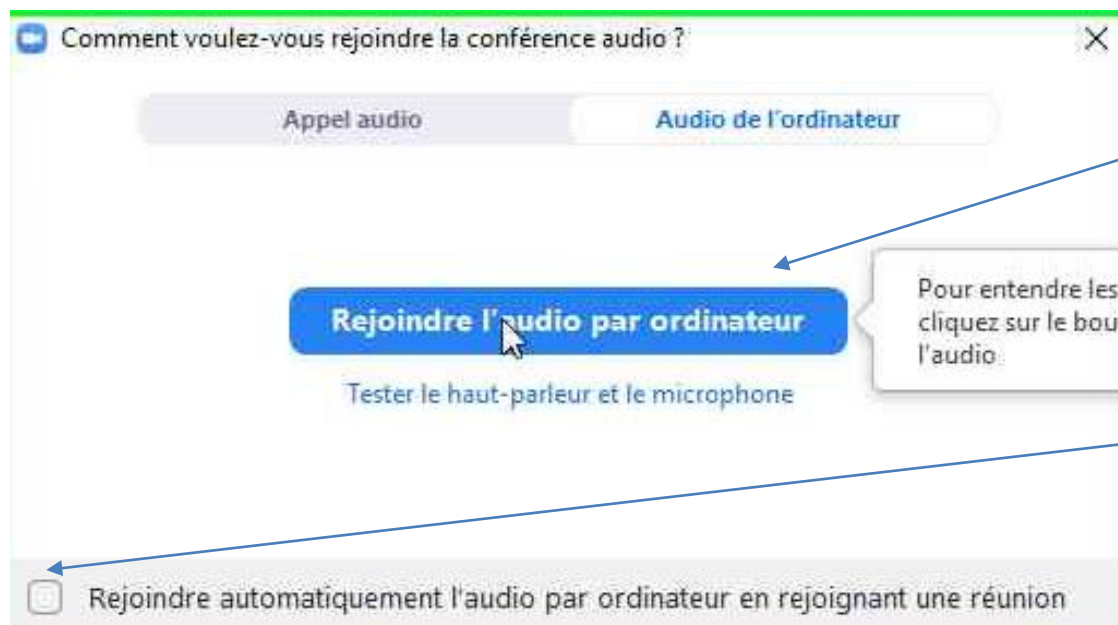 Comment voulez-vous rejoindre la conférence audio ?
Appel audio
Audio de l'ordinateur
Rejoindre l'audio par ordinateur
Pour entendre les
cliquez sur le bou
l'audio
Tester le haut-parleur et le microphone
Rejoindre automatiquement l'audio par ordinateur en rejoignant une réunion